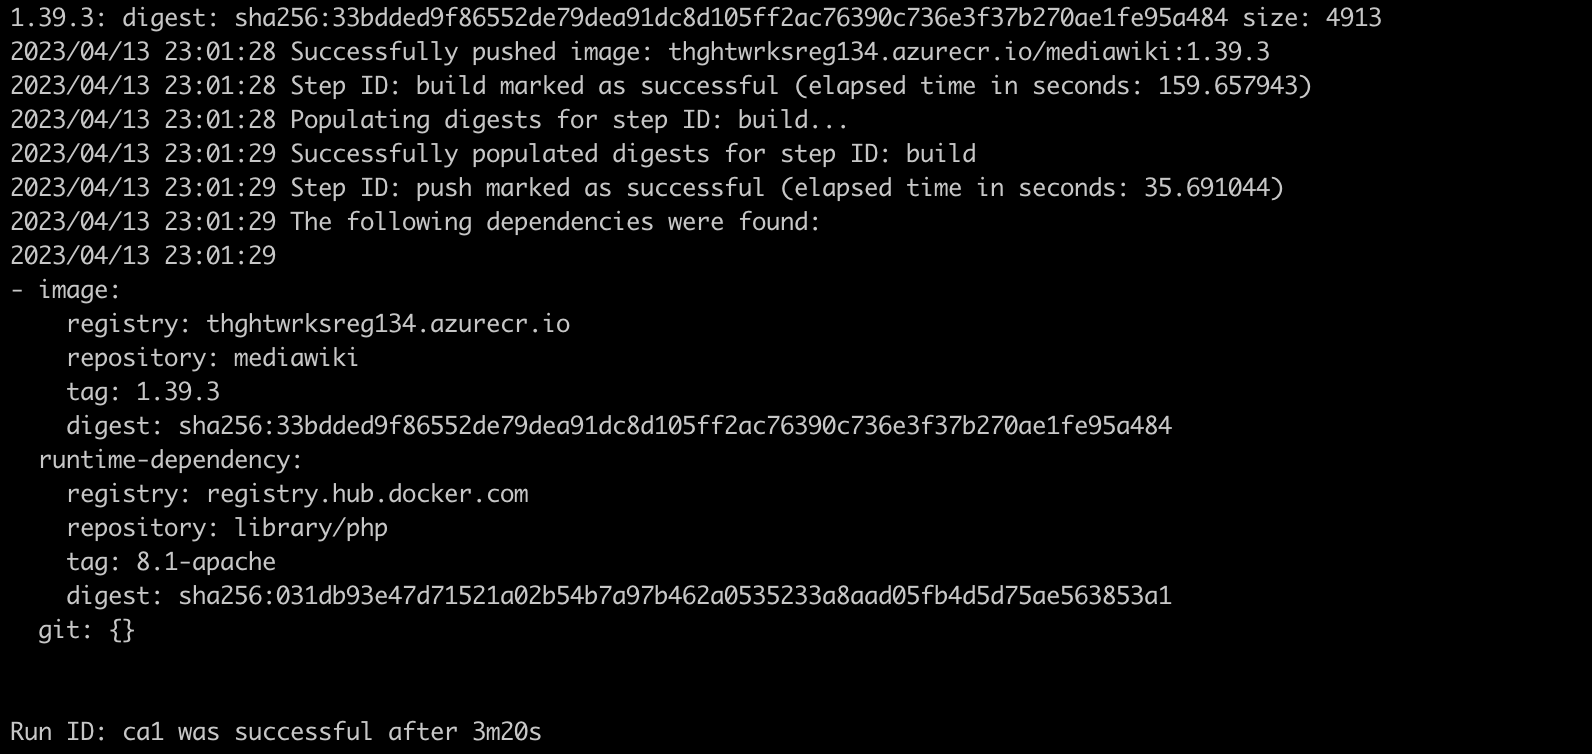 1.39.3: digest: sha256:33bdded9f86552de79dea91dc8d105ff2ac76390c736e3f37b270ae1fe95a484 size: 4913
2023/04/13 23:01:28 Successfully pushed image: thghtwrksreg134.azurecr.io/mediawiki:1.39.3
2023/04/13 23:01:28 Step ID: build marked as successful (elapsed time in seconds: 159.657943)
2023/04/13 23:01:28 Populating digests for step ID: build...
2023/04/13 23:01:29 Successfully populated digests for step ID: build
2023/04/13 23:01:29 Step ID: push marked as successful (elapsed time in seconds: 35.691044)
2023/04/13 23:01:29 The following dependencies were found:
2023/04/13 23:01:29
- image:
    registry: thghtwrksreg134.azurecr.io
    repository: mediawiki
    tag: 1.39.3
    digest: sha256:33bdded9f86552de79dea91dc8d105ff2ac76390c736e3f37b270ae1fe95a484
  runtime-dependency:
    registry: registry.hub.docker.com
    repository: library/php
    tag: 8.1-apache
    digest: sha256:031db93e47d71521a02b54b7a97b462a0535233a8aad05fb4d5d75ae563853a1
  git: {}
Run ID: ca1 was successful after 3m20s